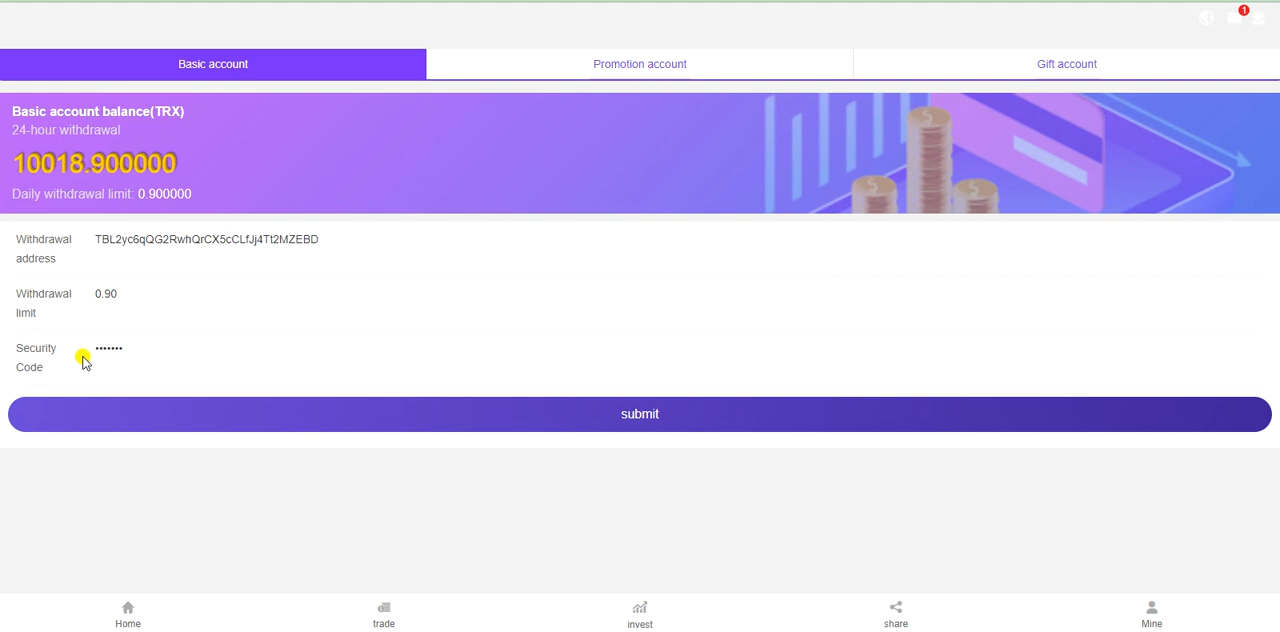 1
Basic account
Promotion account
Gift account
Basic account balance(TRX)
24-hour withdrawal
10018.900000
Daily withdrawal limit: 0.900000
Withdrawal address
TBL2yc6qQG2RwhQrCX5cCLfJj4Tt2MZEBD
Withdrawal limit
0.90
Security Code
•••••••
submit
Home
trade
invest
share
Mine